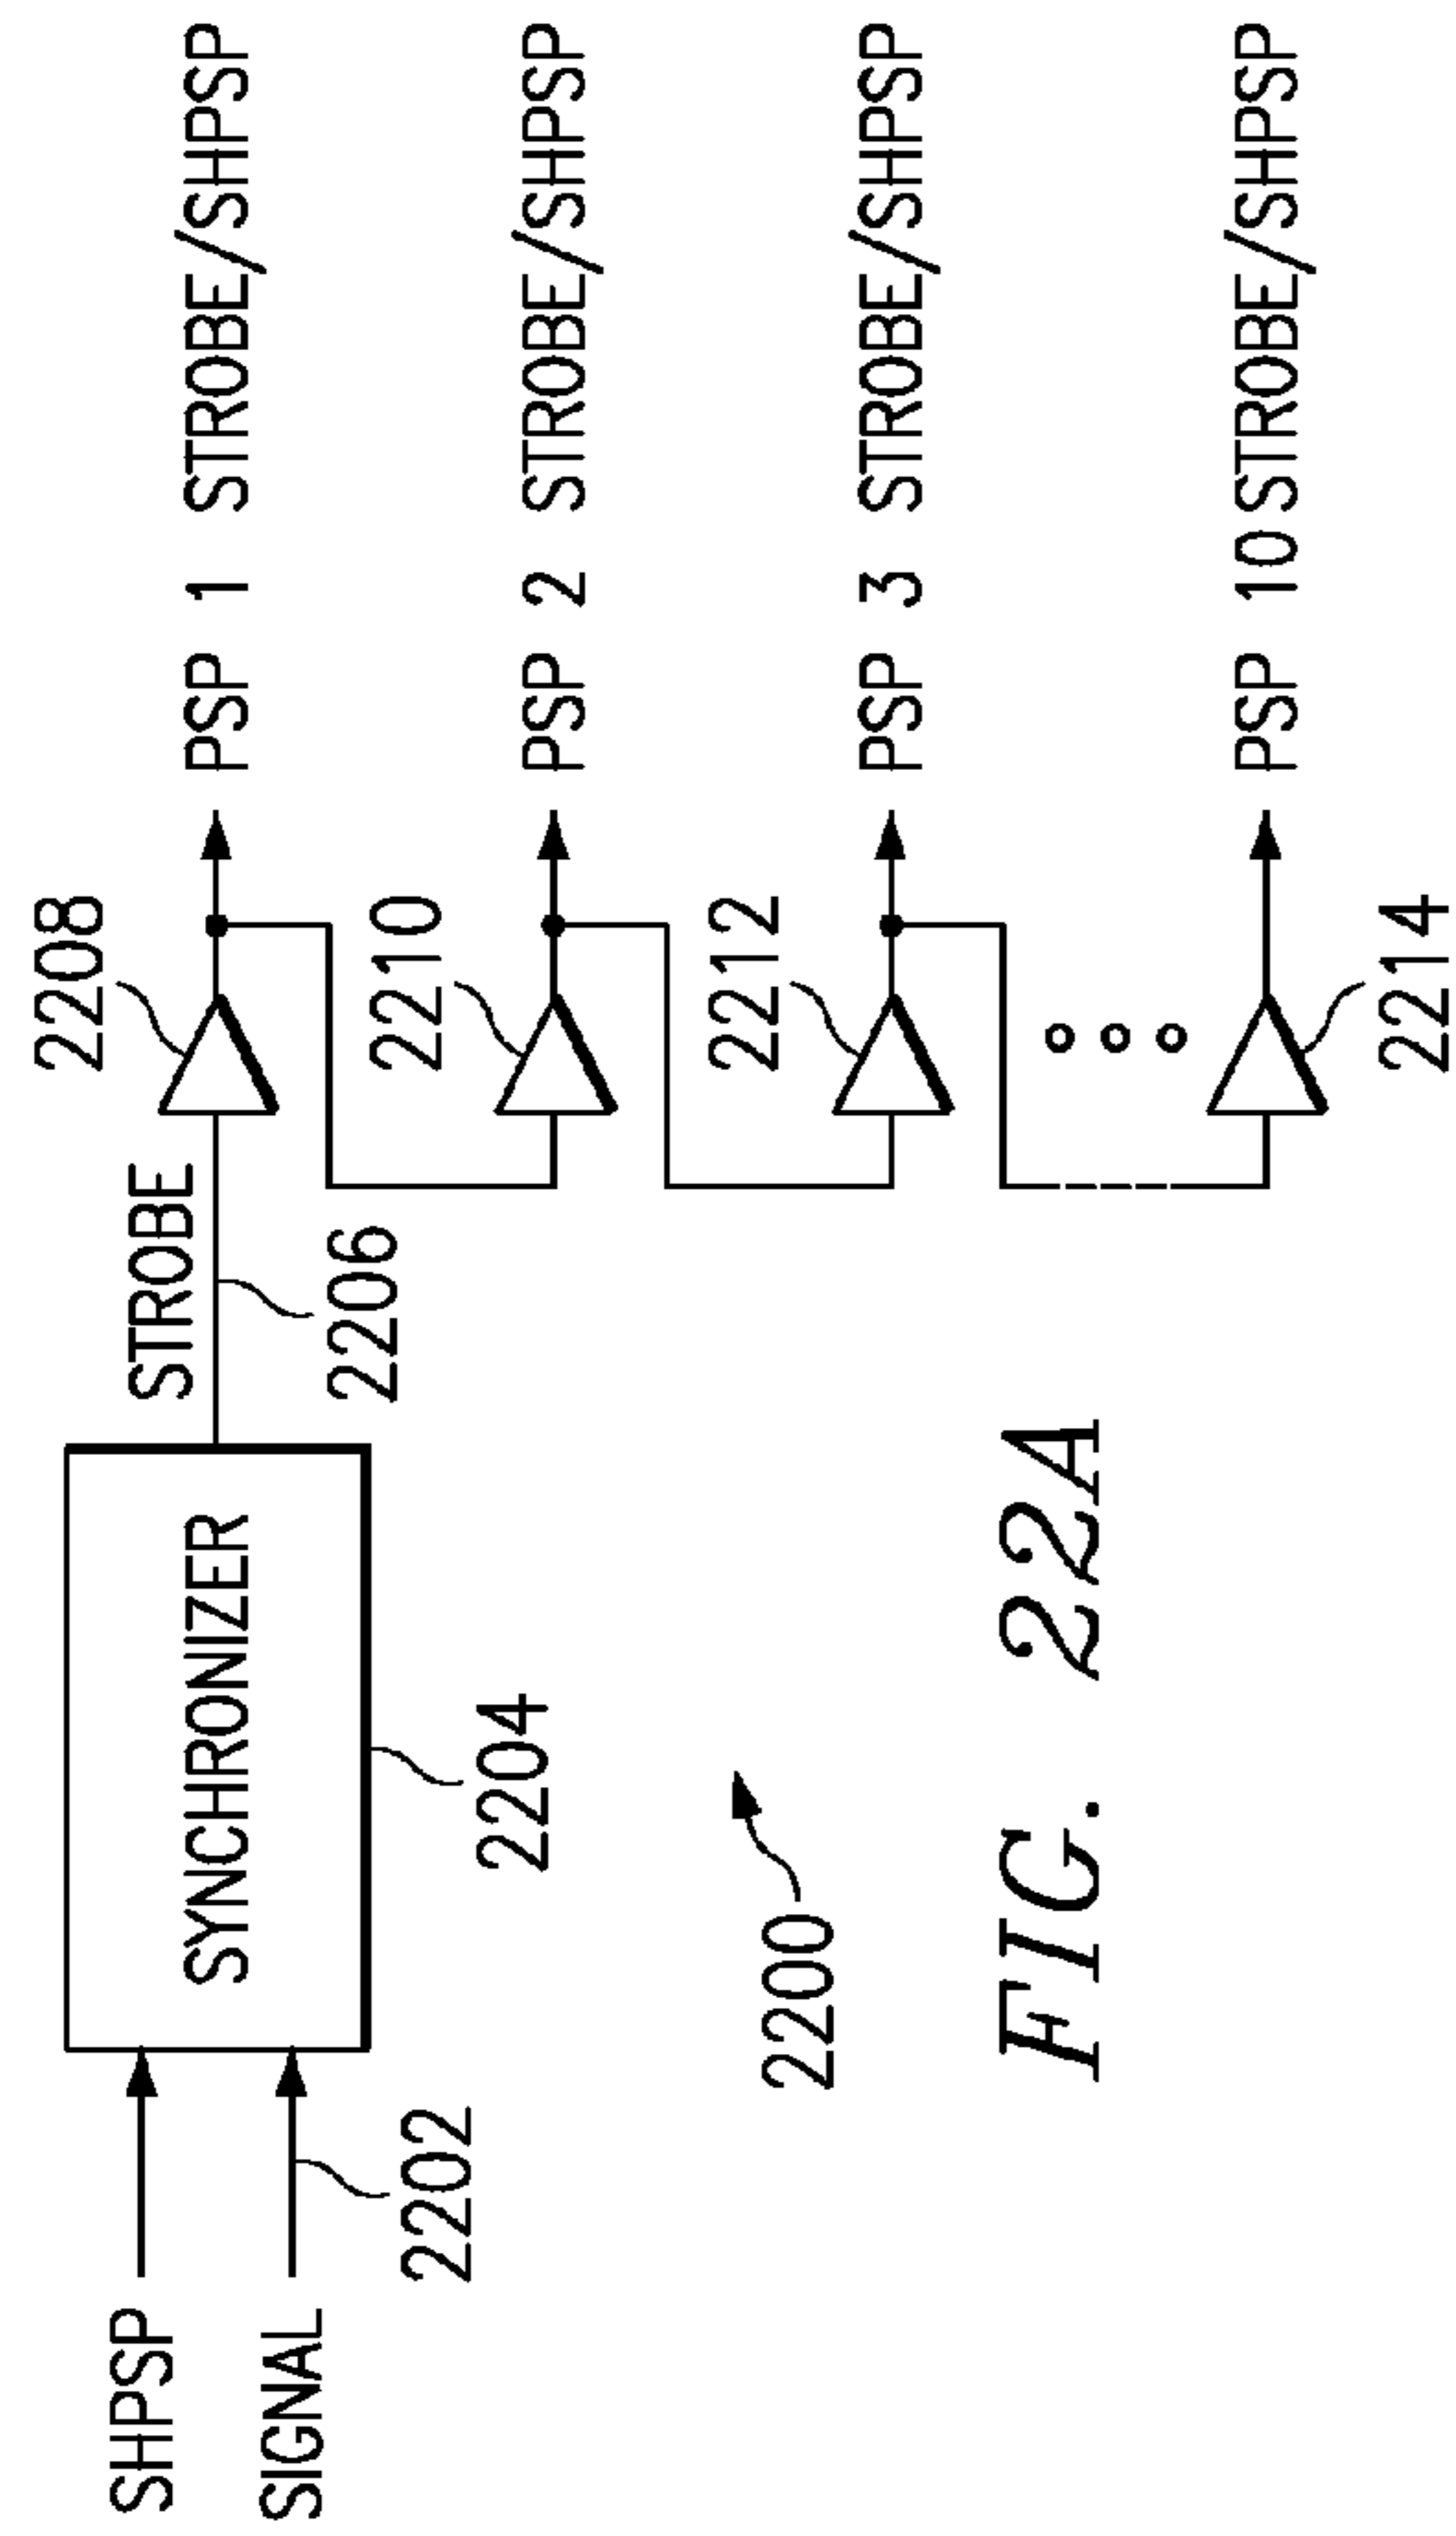 SHPSP
SIGNAL
2202
SYNCHRONIZER
2204
STROBE
2206
2208
PSP 1 STROBE/SHPSP
2210
PSP 2 STROBE/SHPSP
2212
PSP 3 STROBE/SHPSP
2214
PSP 10 STROBE/SHPSP
2200
FIG. 22A